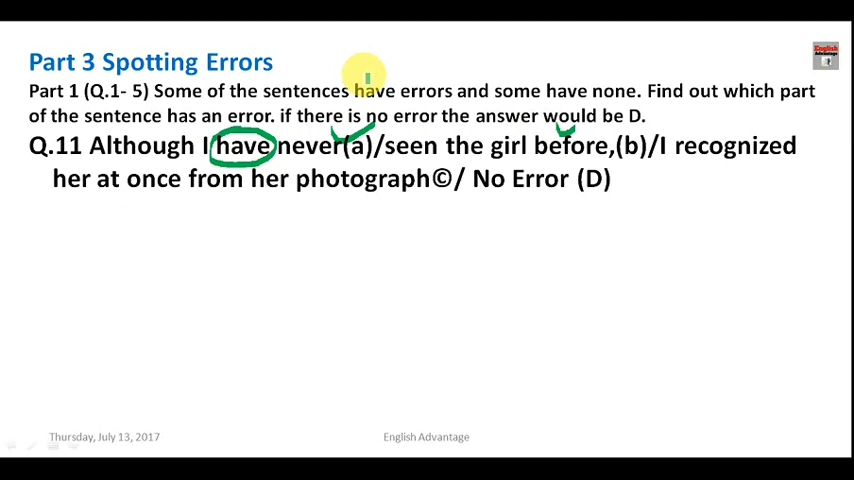 Part 3 Spotting Errors
English
Advantage
Part 1 (Q.1- 5) Some of the sentences have errors and some have none. Find out which part
of the sentence has an error. if there is no error the answer would be D.
Q.11 Although I have never(a)/seen the girl before,(b)/I recognized
her at once from her photograph©/ No Error (D)
Thursday, July 13, 2017
English Advantage